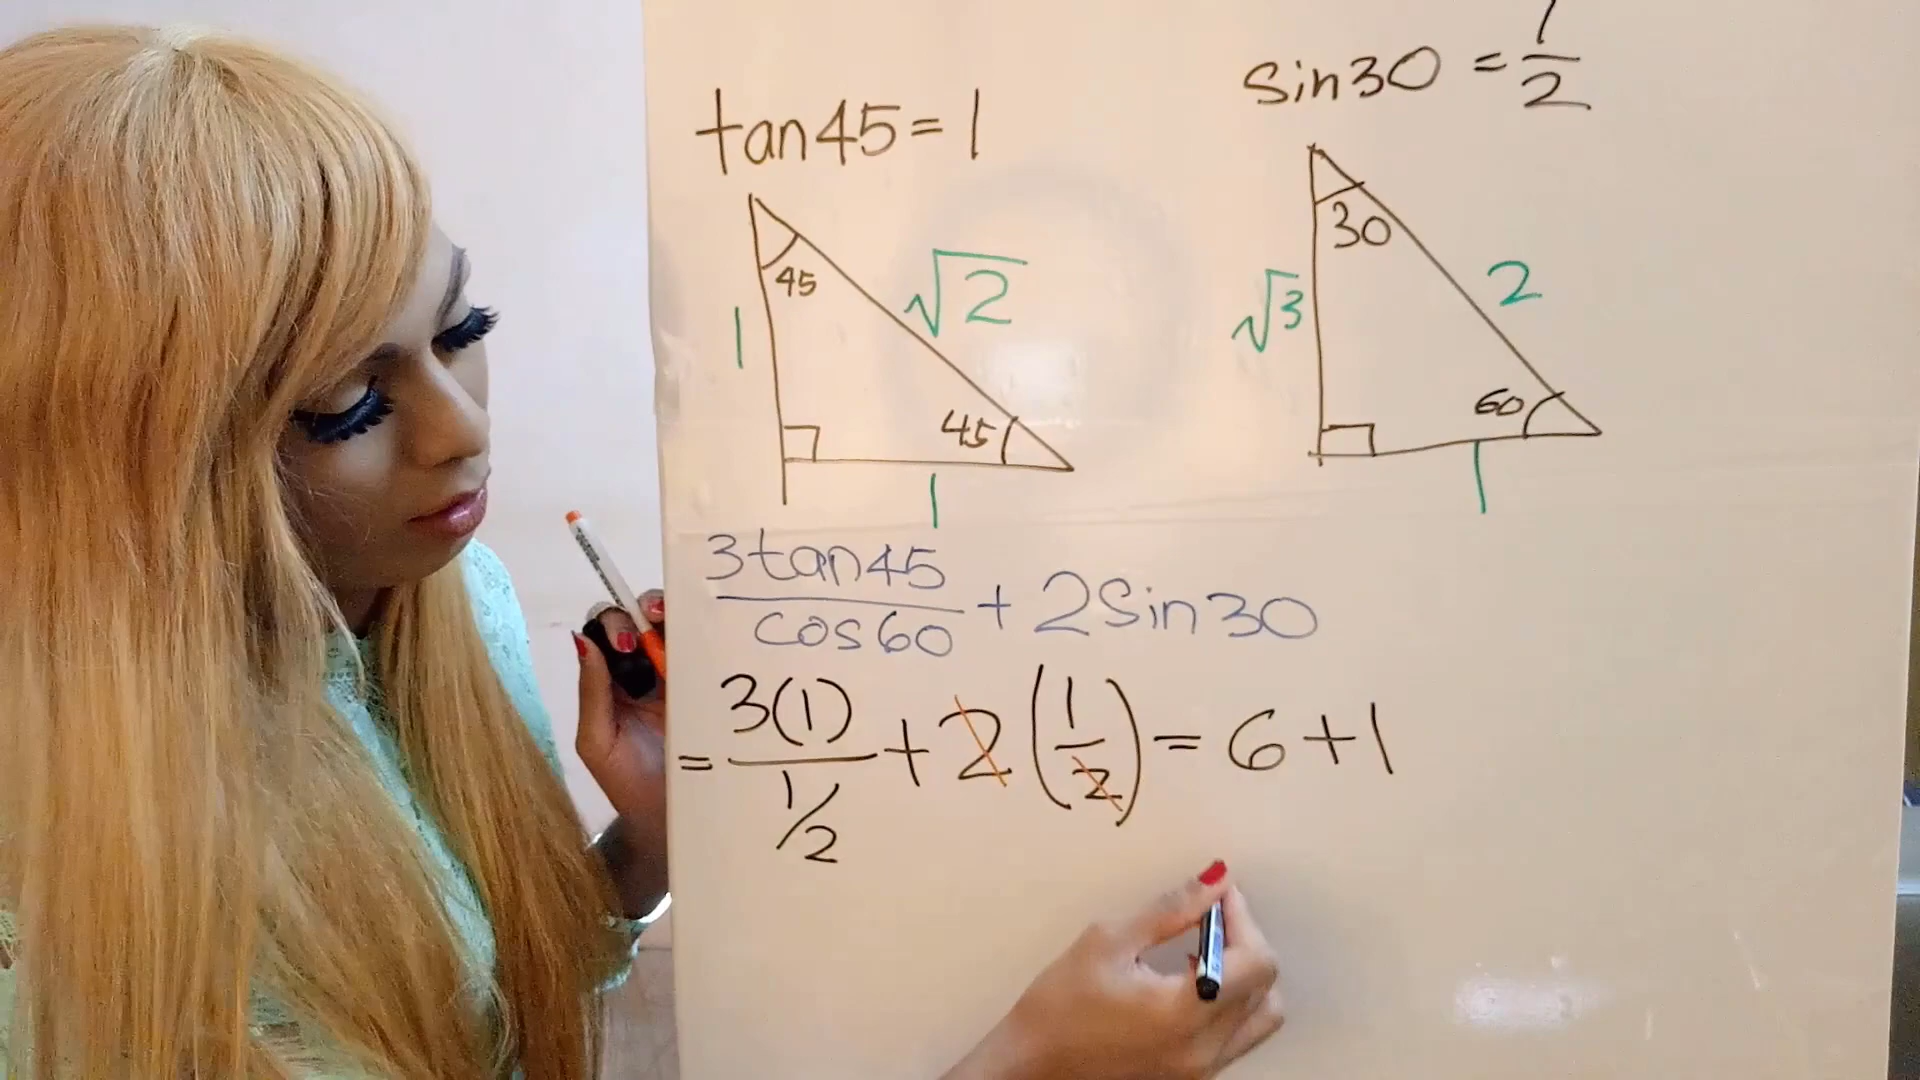 tan45=1
sin30 = 1/2
45
1
√2
45
1
30
√3
2
60
1
3tan45/cos60 + 2Sin30
= 3(1)/1/2 + 2(1/2) = 6+1